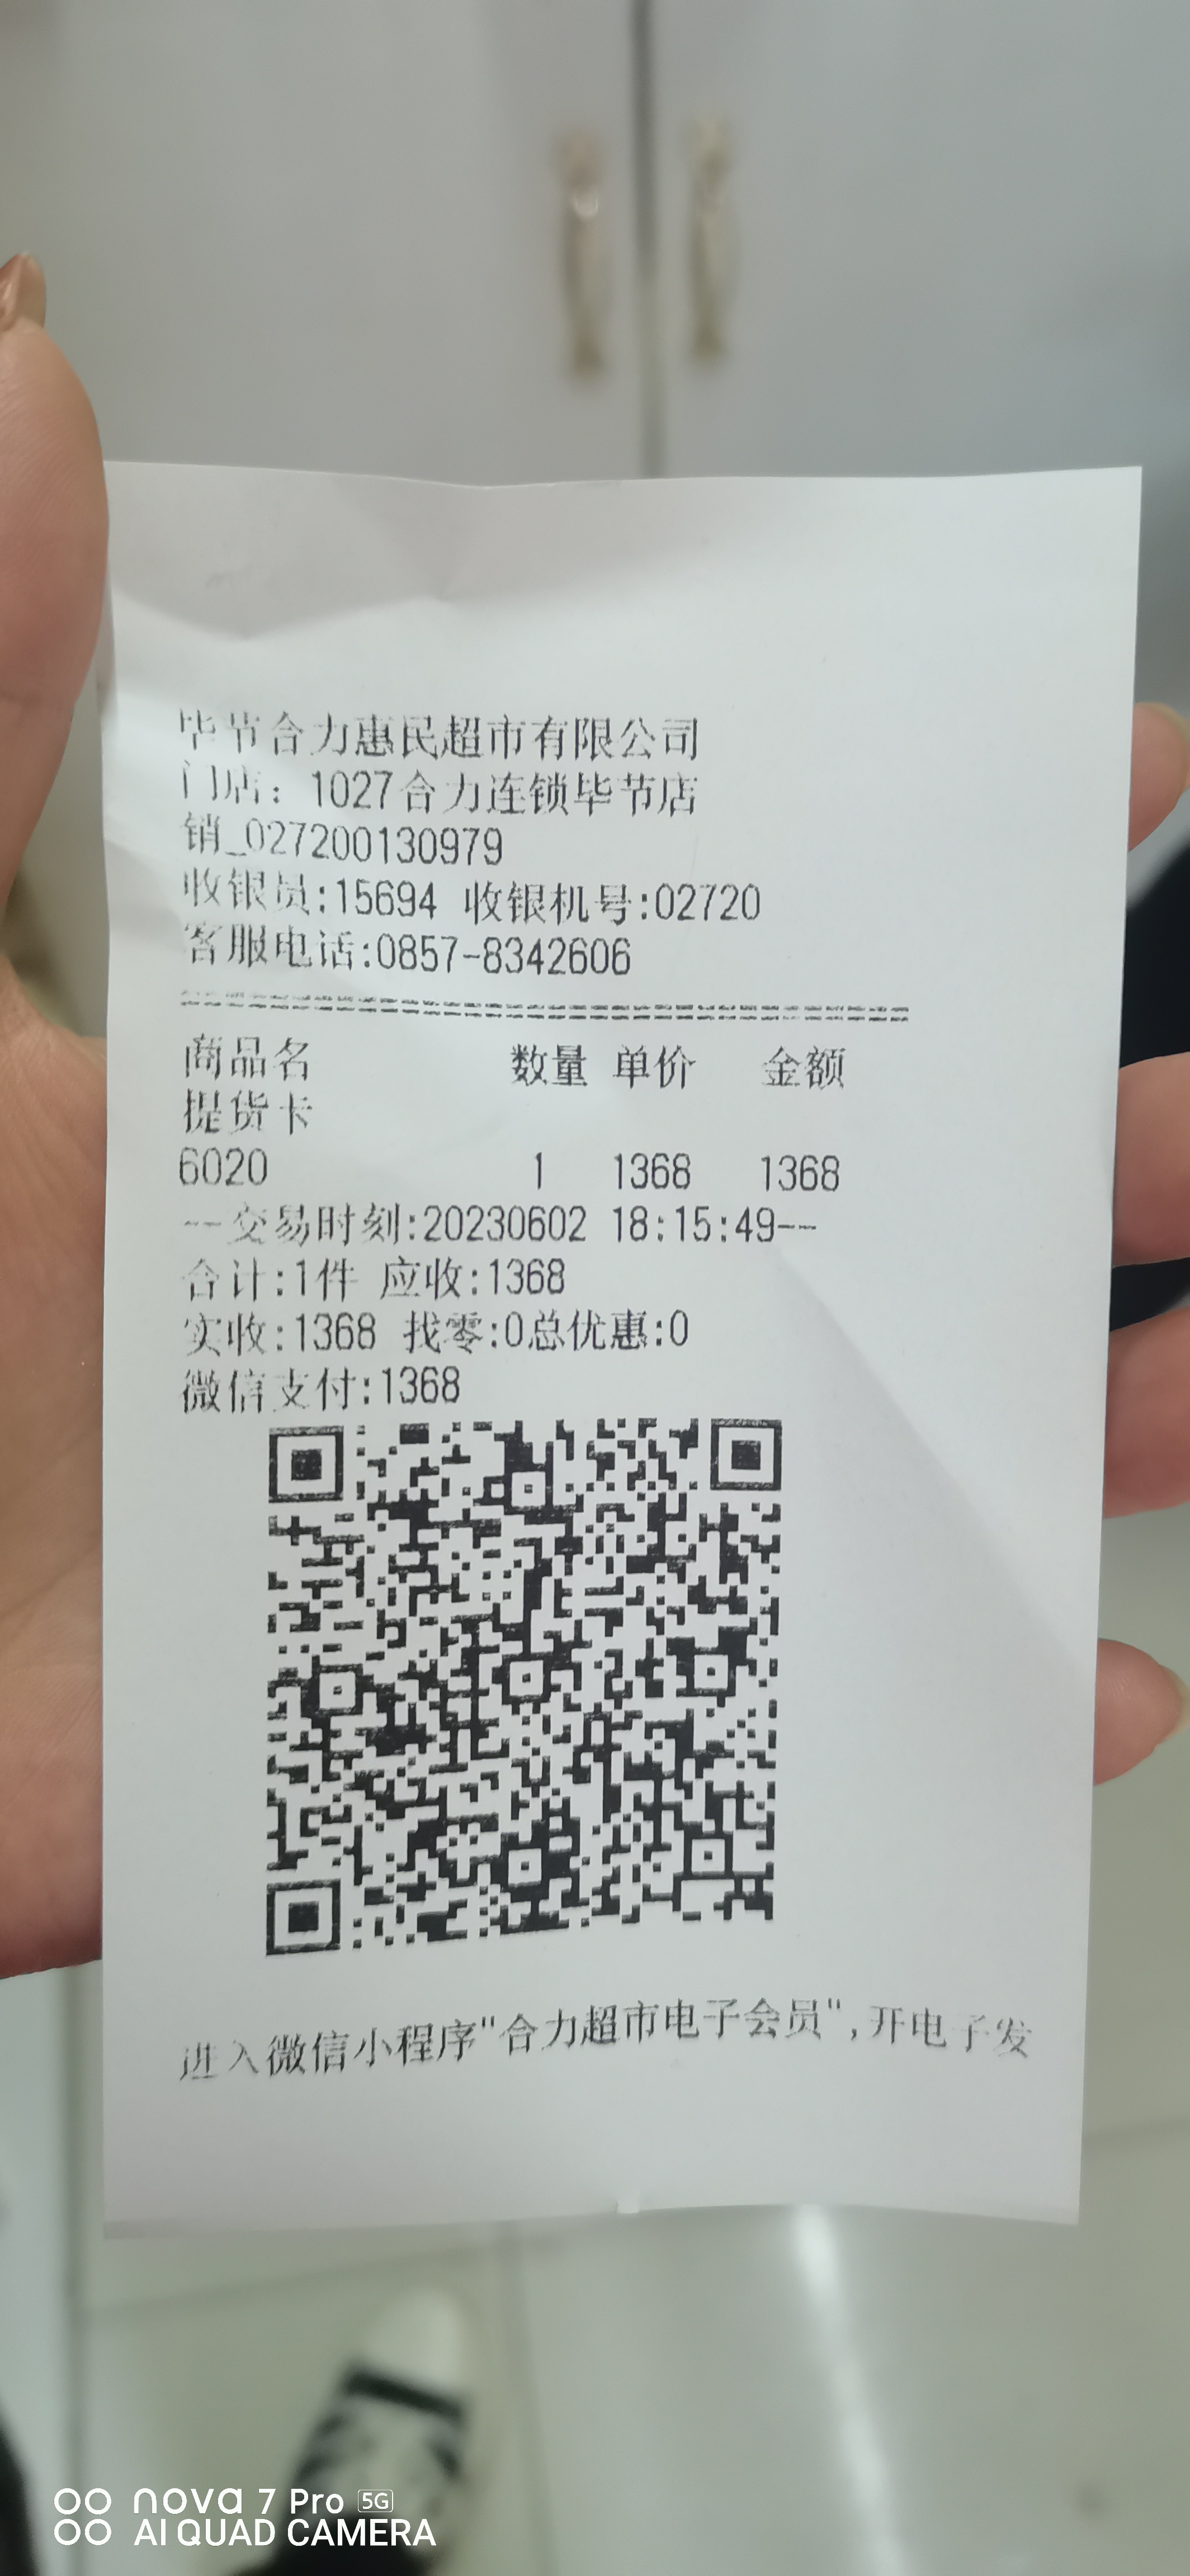 毕节合力惠民超市有限公司
门店：1027合力连锁毕节店
销_027200130979
收银员:15694 收银机号:02720
客服电话:0857-8342606
商品名 数量 单价 金额
提货卡
6020 1 1368 1368
--交易时刻:20230602 18:15:49--
合计:1件 应收:1368
实收:1368 找零:0总优惠:0
微信支付:1368
进入微信小程序"合力超市电子会员",开电子发
nova 7 Pro 5G
AI QUAD CAMERA